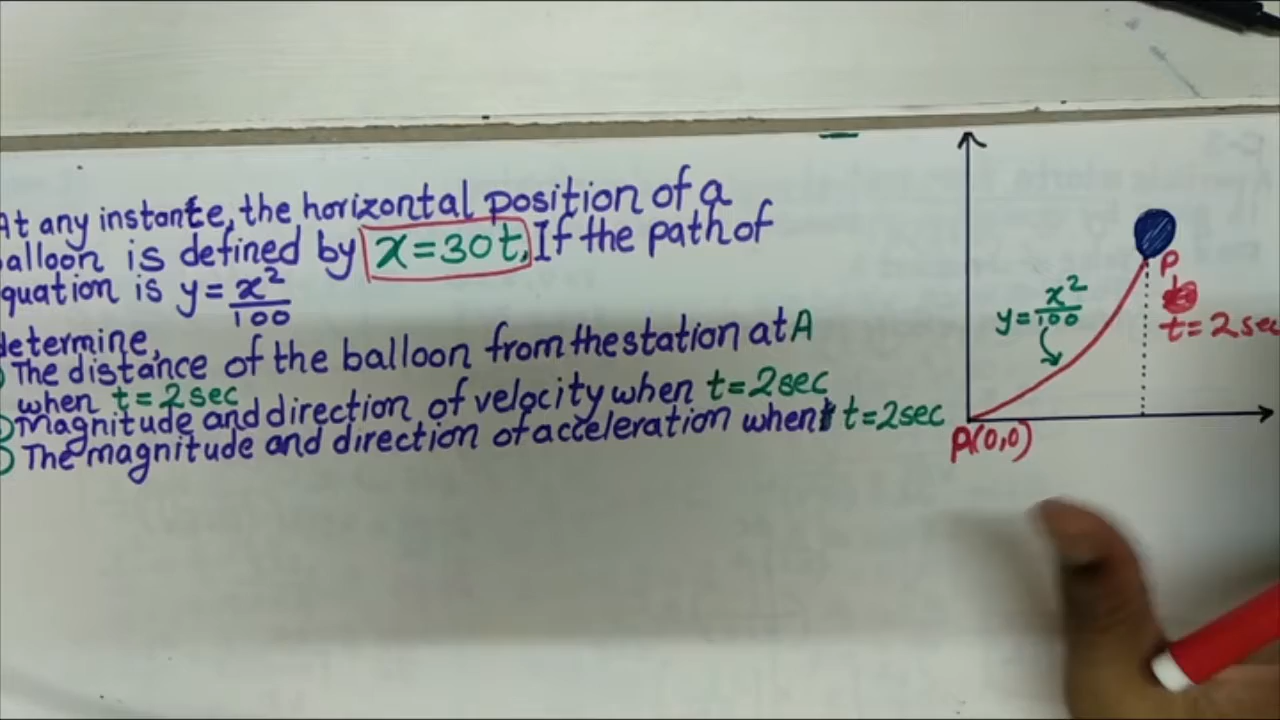 At any instante, the horizontal position of a
alloon is defined by x=30t. If the path of
quation is y=x²/100
determine,
The distance of the balloon from the station at A
when t=2sec
Magnitude and direction of velocity when t=2sec
The magnitude and direction of acceleration when t=2sec
P
y=x²/100
t=2sec
A(0,0)